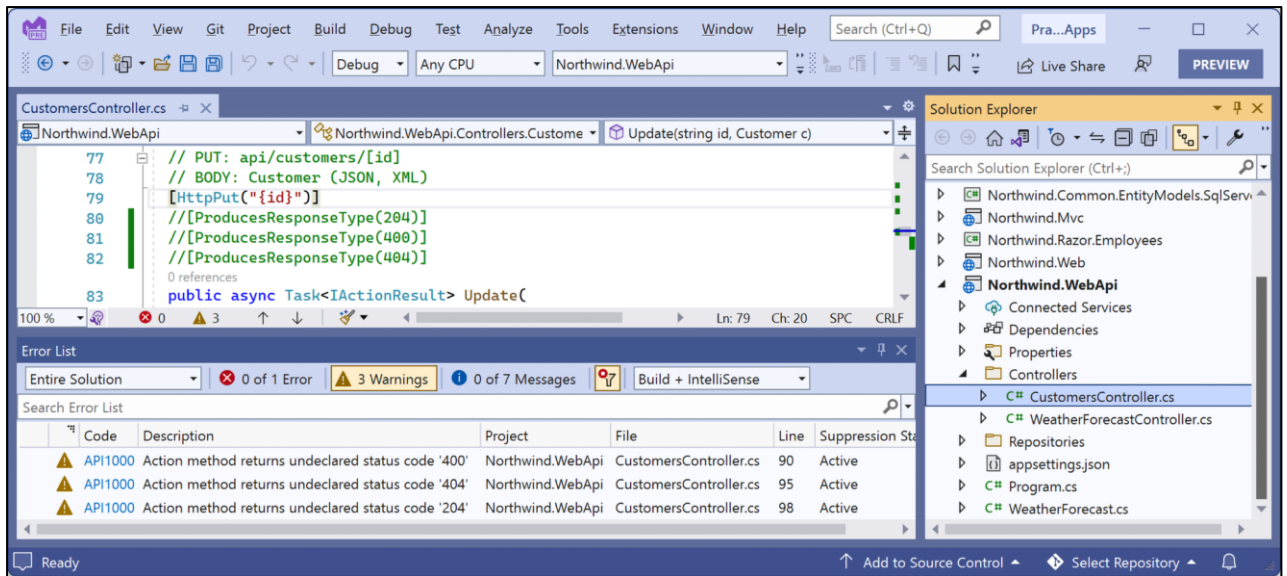 PRE File Edit View Git Project Build Debug Test Analyze Tools Extensions Window Help Search (Ctrl+Q) Pra...Apps
Debug Any CPU Northwind.WebApi Live Share PREVIEW
CustomersController.cs
Northwind.WebApi Northwind.WebApi.Controllers.Custome Update(string id, Customer c)
77 // PUT: api/customers/[id]
78 // BODY: Customer (JSON, XML)
79 [HttpPut("{id}")]
80 //[ProducesResponseType(204)]
81 //[ProducesResponseType(400)]
82 //[ProducesResponseType(404)]
0 references
83 public async Task<IActionResult> Update(
100 % 0 3 Ln: 79 Ch: 20 SPC CRLF
Error List
Entire Solution 0 of 1 Error 3 Warnings 0 of 7 Messages Build + IntelliSense
Search Error List
Code Description Project File Line Suppression Sta
API1000 Action method returns undeclared status code '400' Northwind.WebApi CustomersController.cs 90 Active
API1000 Action method returns undeclared status code '404' Northwind.WebApi CustomersController.cs 95 Active
API1000 Action method returns undeclared status code '204' Northwind.WebApi CustomersController.cs 98 Active
Solution Explorer
Search Solution Explorer (Ctrl+;)
C# Northwind.Common.EntityModels.SqlServ
Northwind.Mvc
C# Northwind.Razor.Employees
Northwind.Web
Northwind.WebApi
Connected Services
Dependencies
Properties
Controllers
C# CustomersController.cs
C# WeatherForecastController.cs
Repositories
appsettings.json
C# Program.cs
C# WeatherForecast.cs
Ready Add to Source Control Select Repository